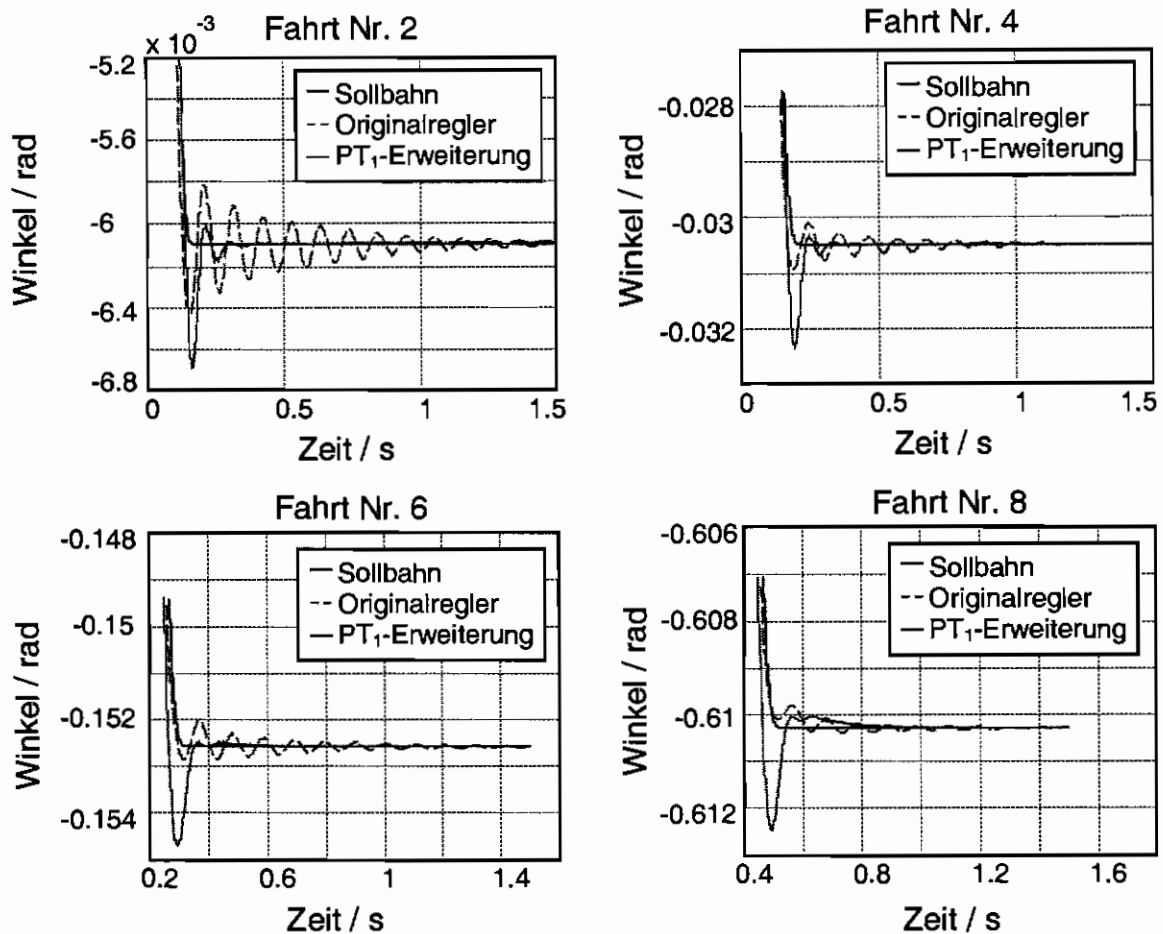 Fahrt Nr. 2
x 10⁻³
-5.2
-5.6
-6
-6.4
-6.8
Winkel / rad
Sollbahn
Originalregler
PT₁-Erweiterung
0
0.5
1
1.5
Zeit / s
Fahrt Nr. 4
-0.028
-0.03
-0.032
Winkel / rad
Sollbahn
Originalregler
PT₁-Erweiterung
0
0.5
1
1.5
Zeit / s
Fahrt Nr. 6
-0.148
-0.15
-0.152
-0.154
Winkel / rad
Sollbahn
Originalregler
PT₁-Erweiterung
0.2
0.6
1
1.4
Zeit / s
Fahrt Nr. 8
-0.606
-0.608
-0.61
-0.612
Winkel / rad
Sollbahn
Originalregler
PT₁-Erweiterung
0.4
0.8
1.2
1.6
Zeit / s